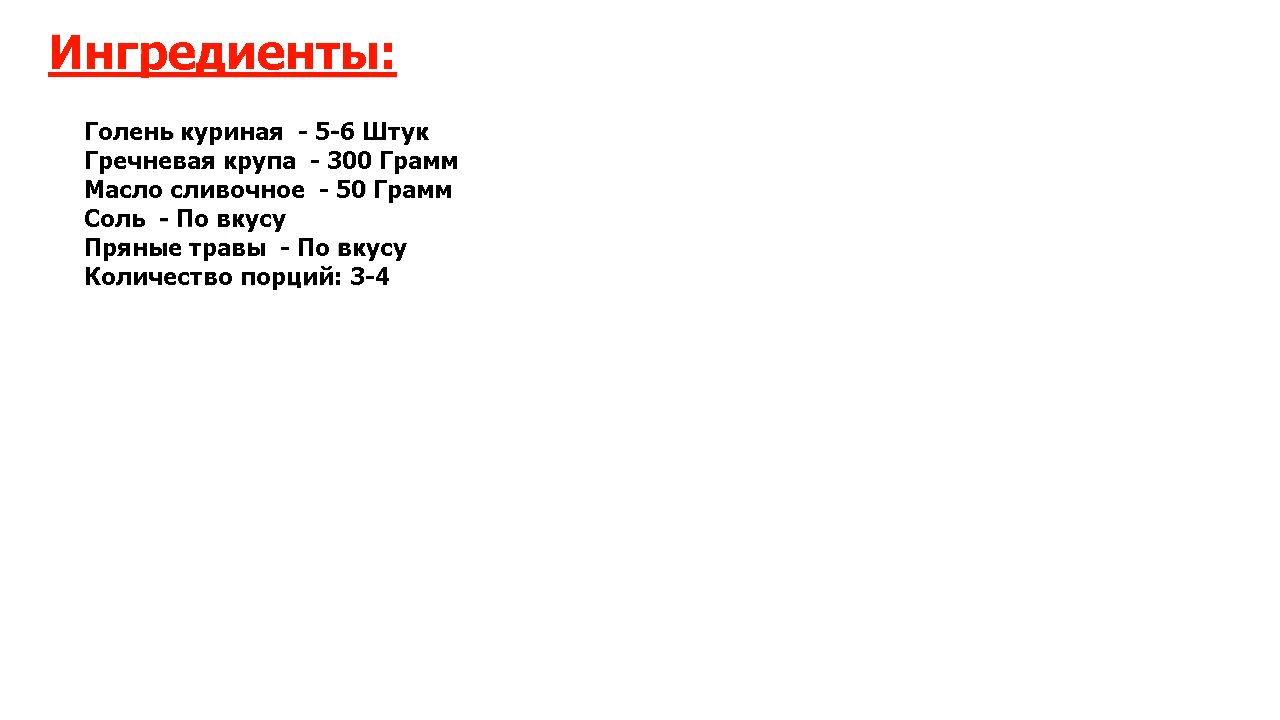 Ингредиенты:
Голень куриная  - 5-6 Штук
Гречневая крупа  - 300 Грамм
Масло сливочное  - 50 Грамм
Соль  - По вкусу
Пряные травы  - По вкусу
Количество порций: 3-4